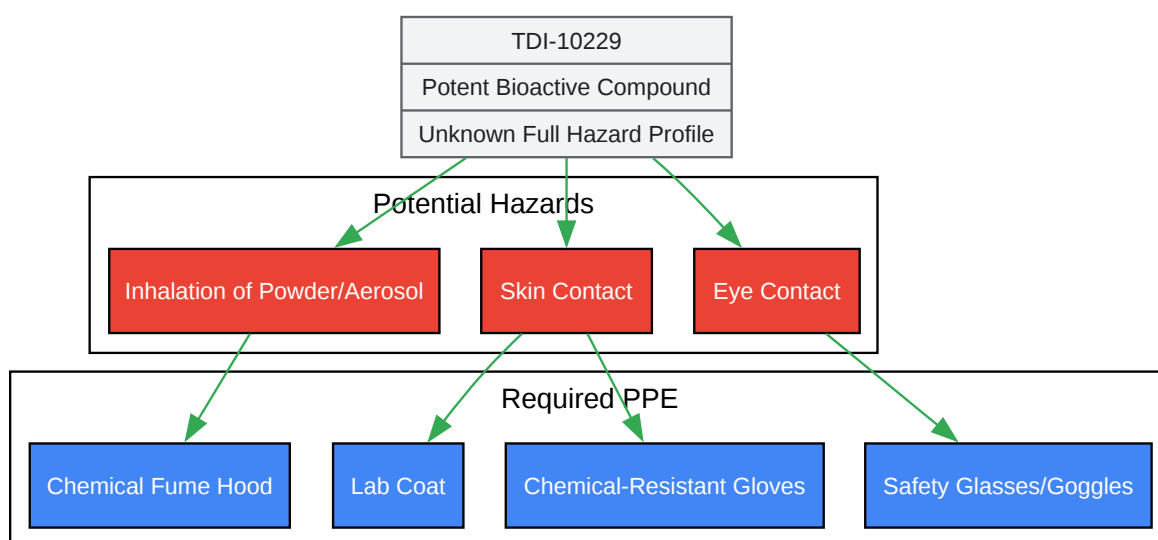 TDI-10229
Potent Bioactive Compound
Unknown Full Hazard Profile
Potential Hazards
Inhalation of Powder/Aerosol
Skin Contact
Eye Contact
Required PPE
Chemical Fume Hood
Lab Coat
Chemical-Resistant Gloves
Safety Glasses/Goggles